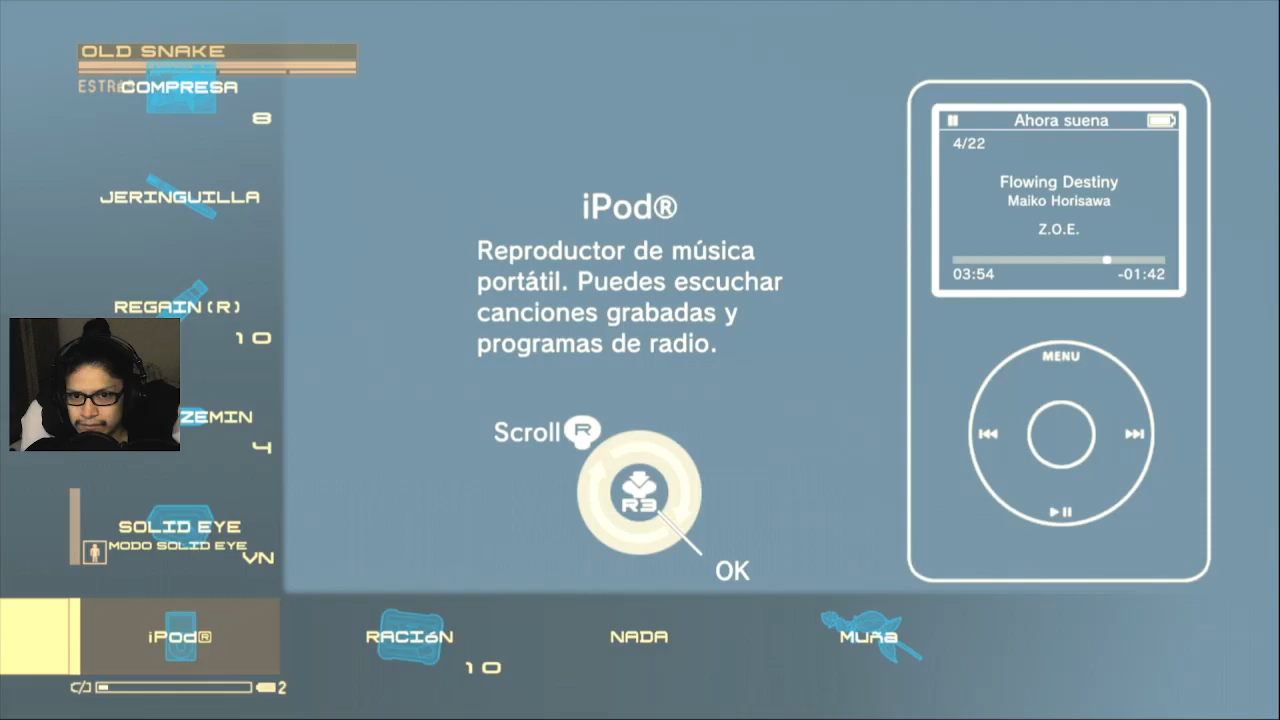 OLD SNAKE
ESTRÉ
COMPRESA
8
JERINGUILLA
REGAIN(R)
10
ZEMIN
4
SOLID EYE
MODO SOLID EYE
VN
iPod®
2
RACIóN
10
NADA
MUñA
iPod®
Reproductor de música
portátil. Puedes escuchar
canciones grabadas y
programas de radio.
Scroll R
R3
OK
Ahora suena
4/22
Flowing Destiny
Maiko Horisawa
Z.O.E.
03:54 -01:42
MENU